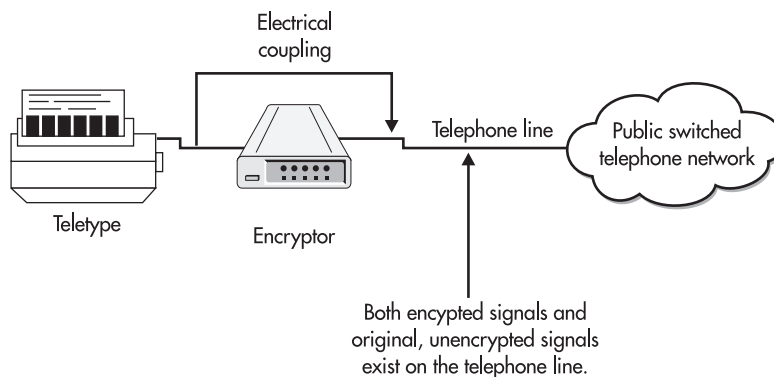 Electrical
coupling
Telephone line
Public switched
telephone network
Teletype
Encryptor
Both encypted signals and
original, unencrypted signals
exist on the telephone line.